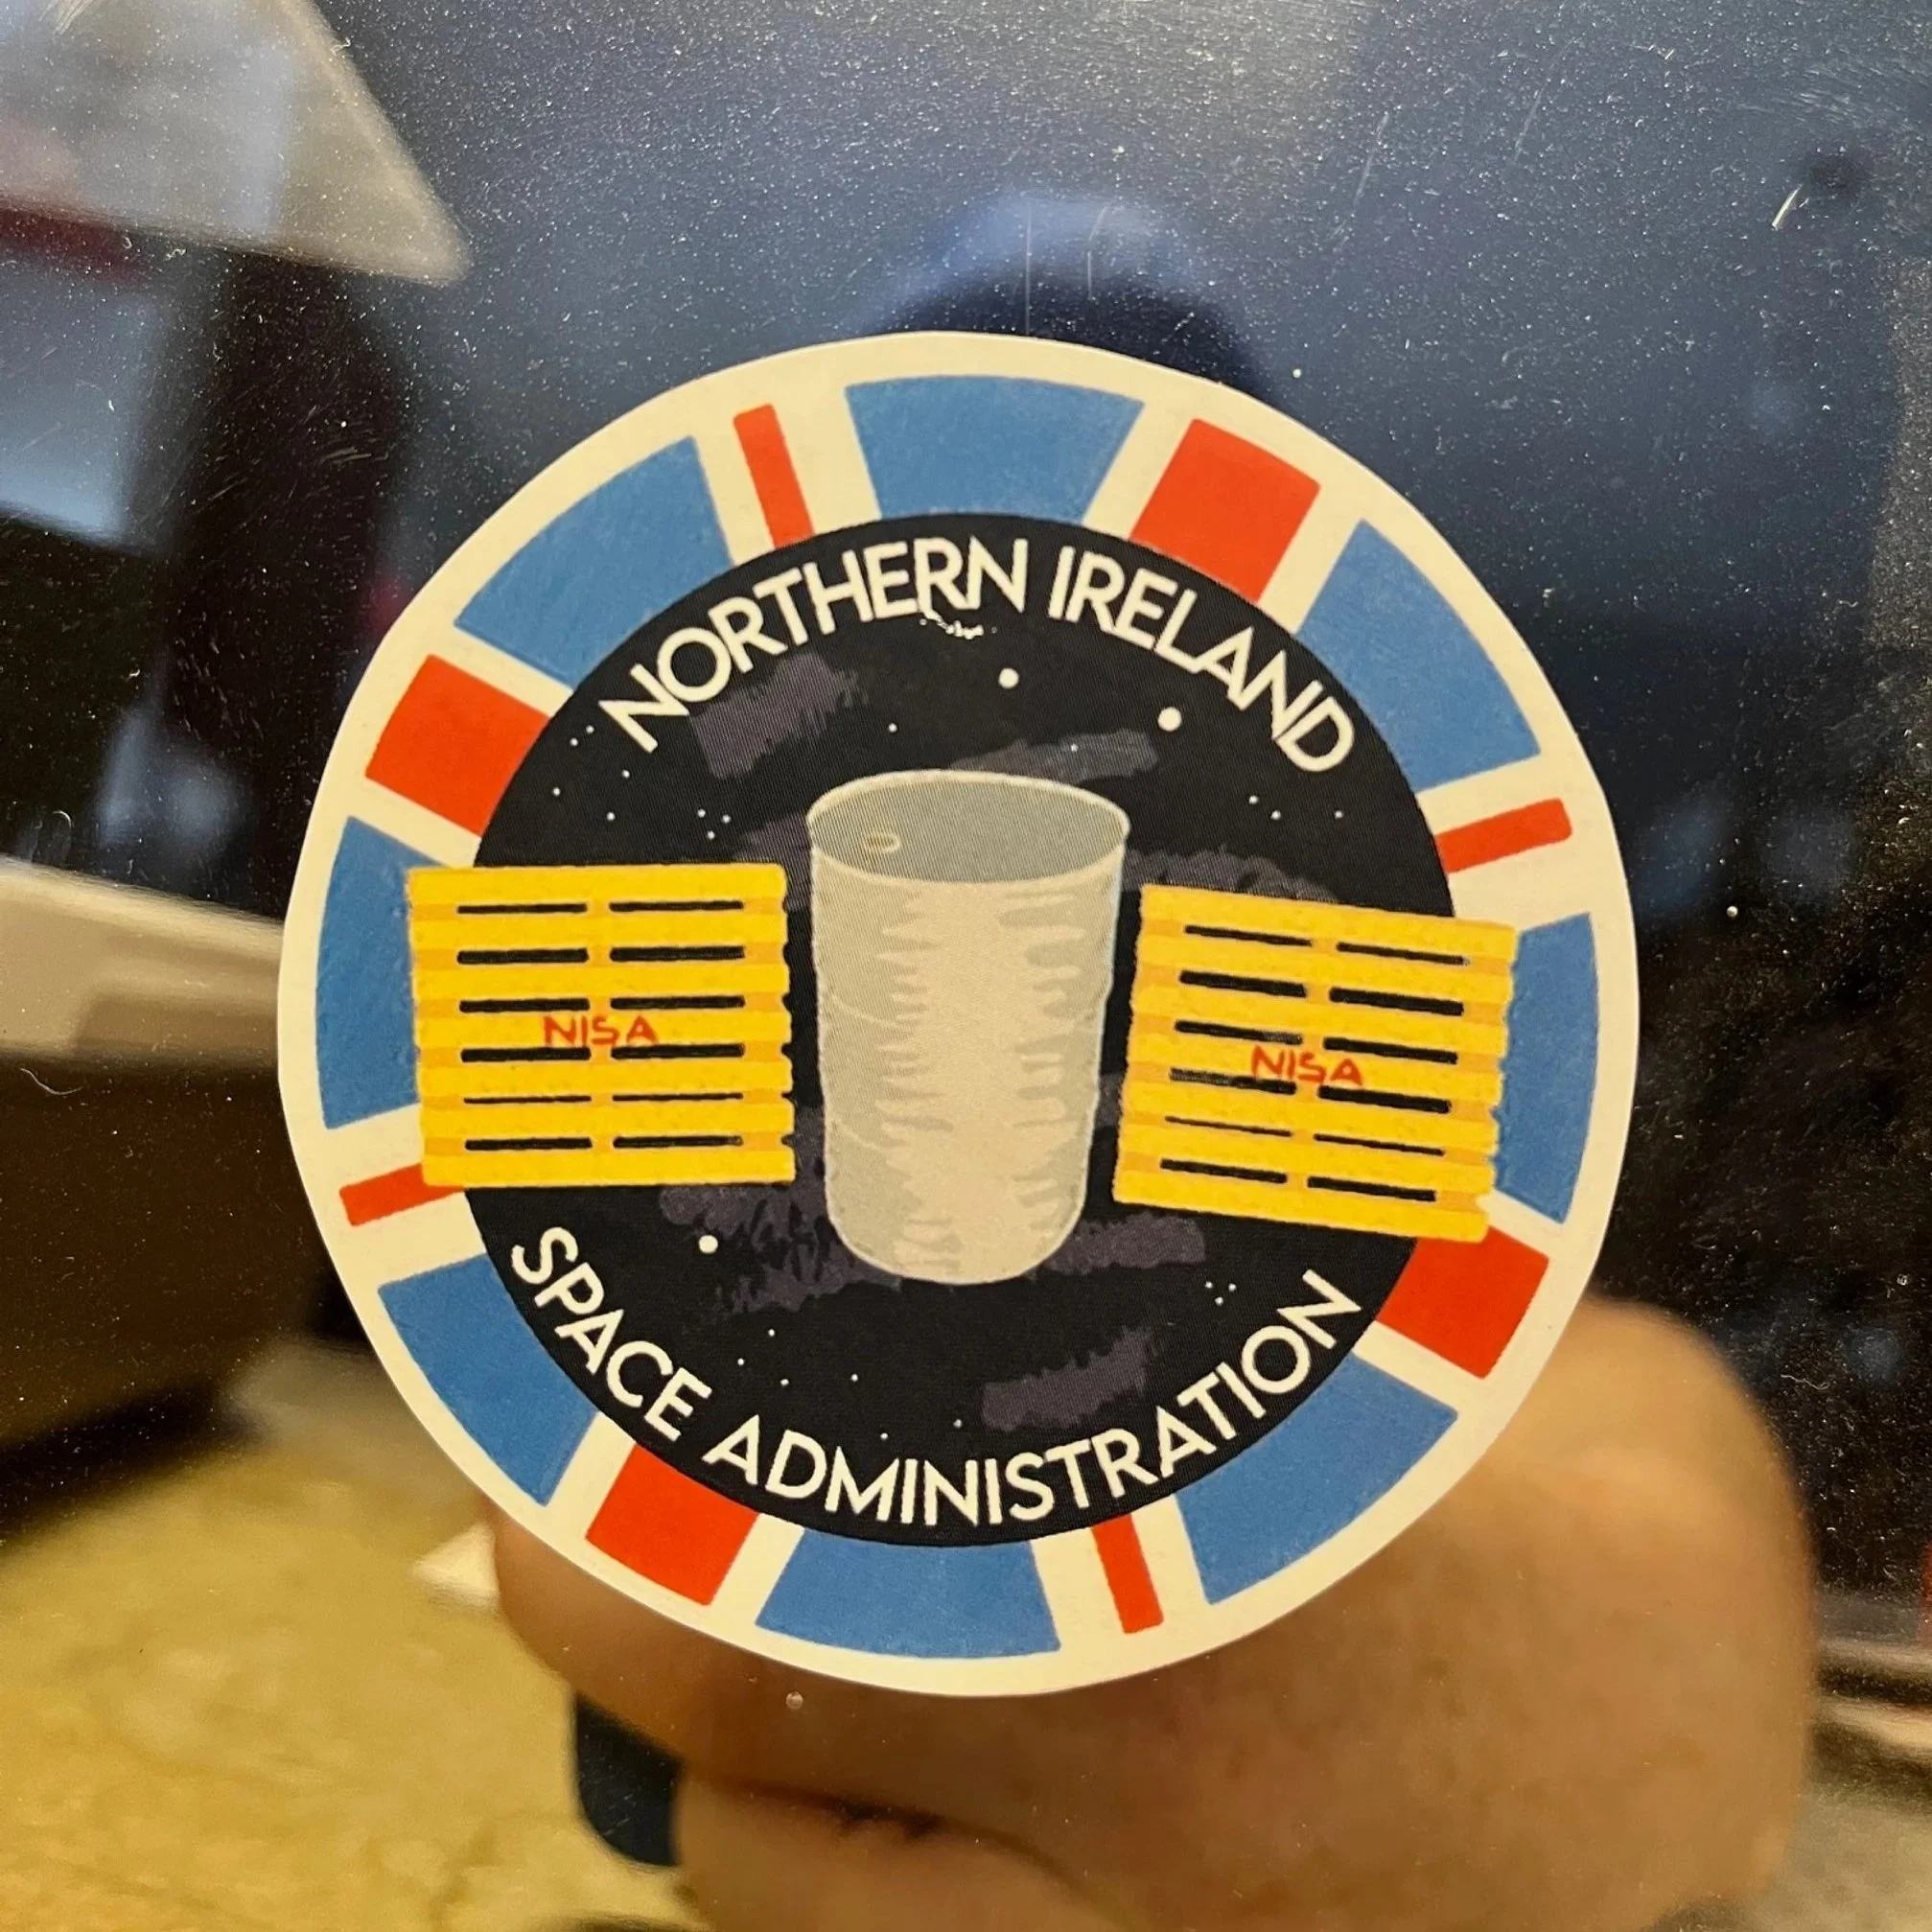 NORTHERN IRELAND
NISA
NISA
SPACE ADMINISTRATION